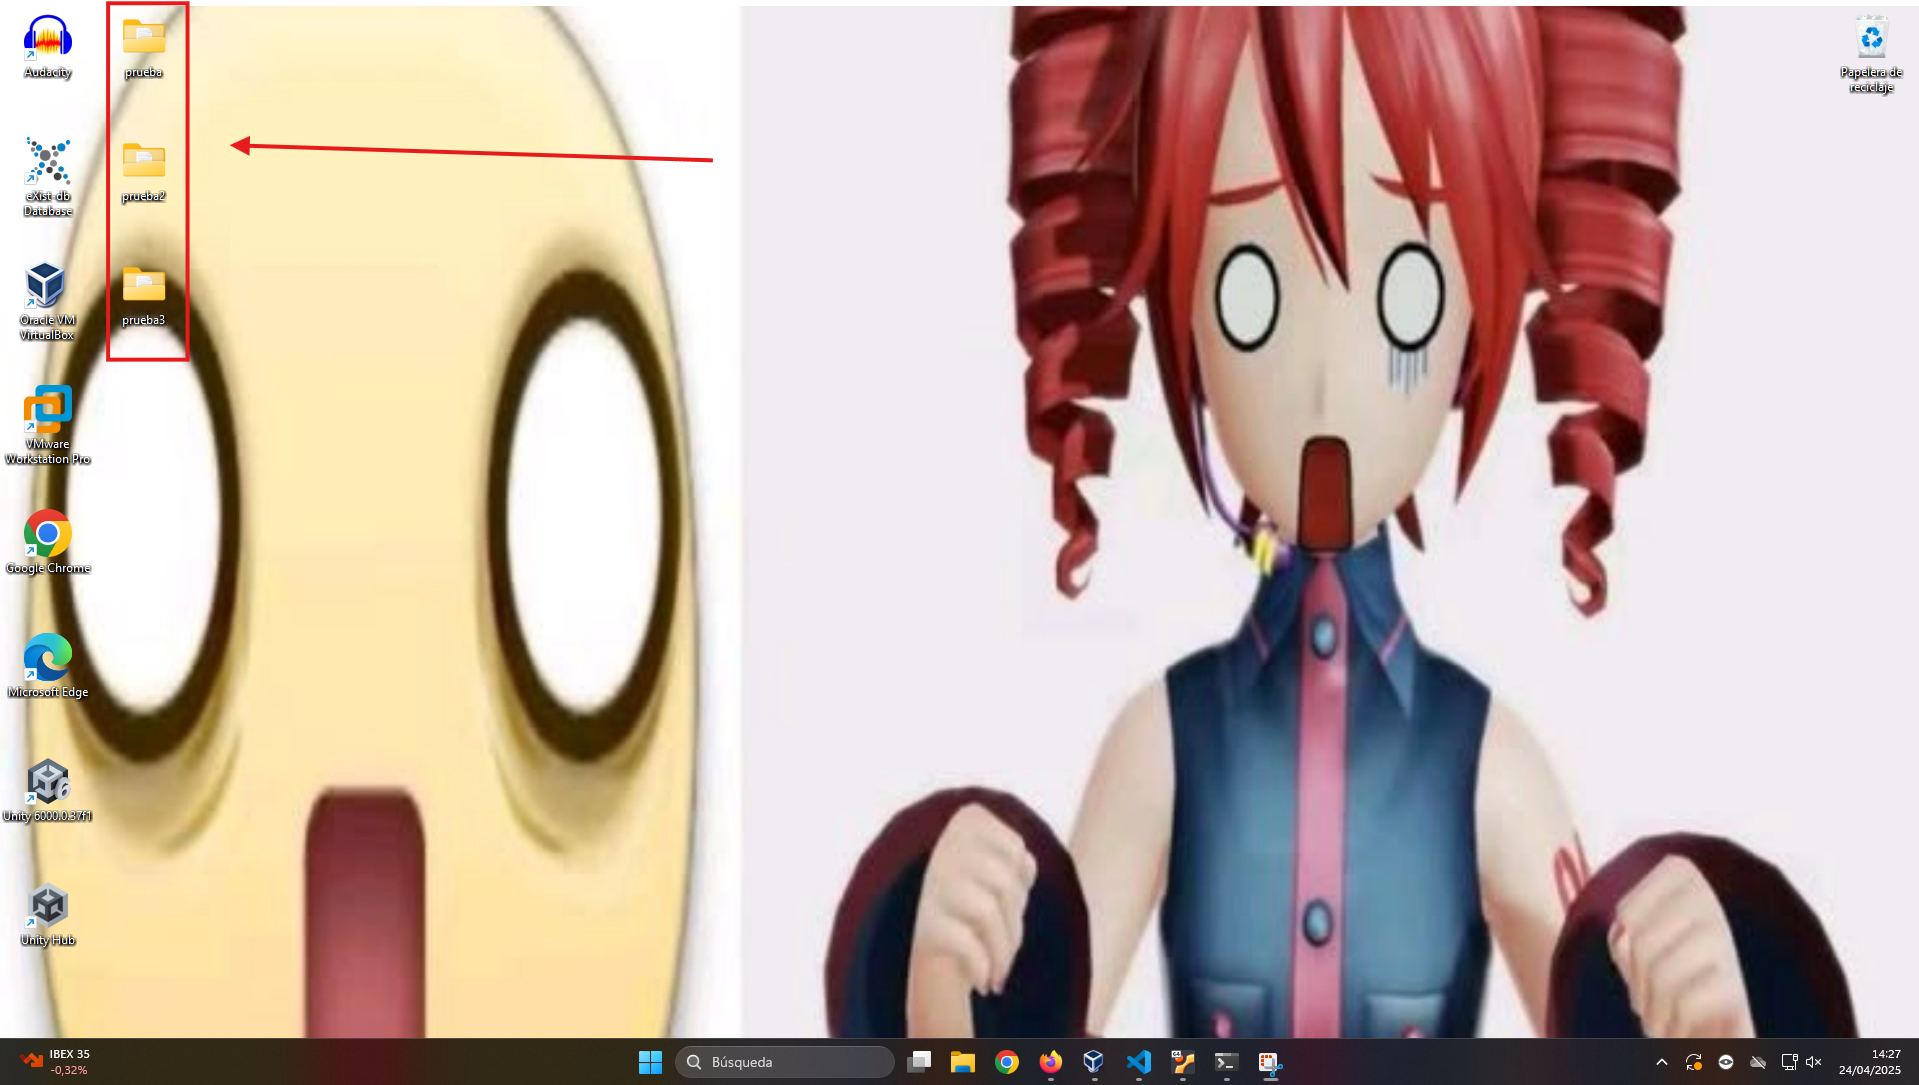 Audacity
prueba
eXist-db
Database
prueba2
Oracle VM
VirtualBox
prueba3
VMware
Workstation Pro
Google Chrome
Microsoft Edge
Unity 6000.0.37f1
Unity Hub
Papelera de
reciclaje
IBEX 35
-0,32%
Búsqueda
14:27
24/04/2025